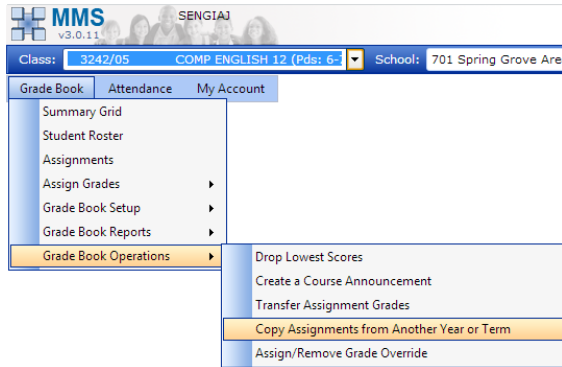 MMS SENGIAJ
v3.0.11
Class: 3242/05 COMP ENGLISH 12 (Pds: 6- School: 701 Spring Grove Are
Grade Book Attendance My Account
Summary Grid
Student Roster
Assignments
Assign Grades
Grade Book Setup
Grade Book Reports
Grade Book Operations
Drop Lowest Scores
Create a Course Announcement
Transfer Assignment Grades
Copy Assignments from Another Year or Term
Assign/Remove Grade Override